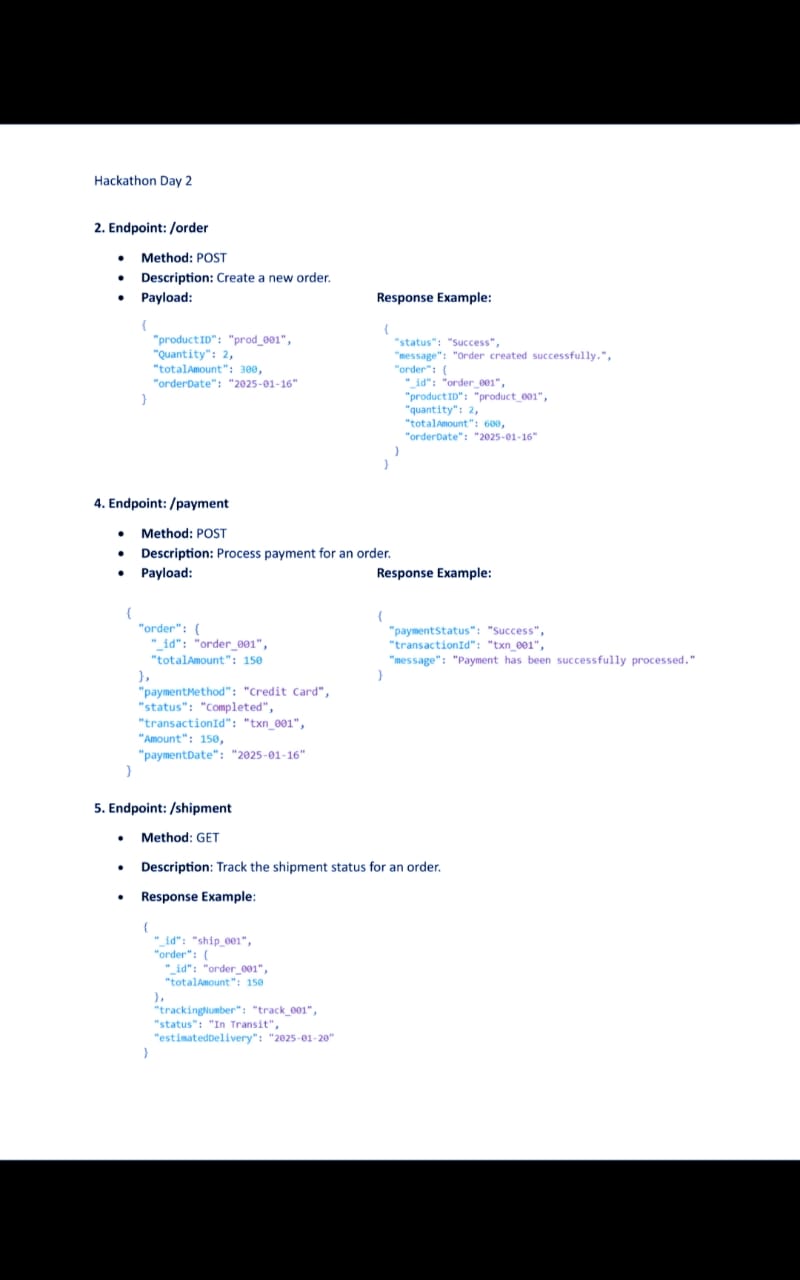 Hackathon Day 2
2. Endpoint: /order
• Method: POST
• Description: Create a new order.
• Payload:
{
"productID": "prod_001",
"Quantity": 2,
"totalAmount": 300,
"orderDate": "2025-01-16"
}
Response Example:
{
"status": "Success",
"message": "Order created successfully.",
"order": {
"_id": "order_001",
"productID": "product_001",
"quantity": 2,
"totalAmount": 600,
"orderDate": "2025-01-16"
}
}
4. Endpoint: /payment
• Method: POST
• Description: Process payment for an order.
• Payload:
{
"order": {
"_id": "order_001",
"totalAmount": 150
},
"paymentMethod": "Credit Card",
"status": "Completed",
"transactionId": "txn_001",
"Amount": 150,
"paymentDate": "2025-01-16"
}
Response Example:
{
"paymentStatus": "Success",
"transactionId": "txn_001",
"message": "Payment has been successfully processed."
}
5. Endpoint: /shipment
• Method: GET
• Description: Track the shipment status for an order.
• Response Example:
{
"_id": "ship_001",
"order": {
"_id": "order_001",
"totalAmount": 150
},
"trackingNumber": "track_001",
"status": "In Transit",
"estimatedDelivery": "2025-01-20"
}